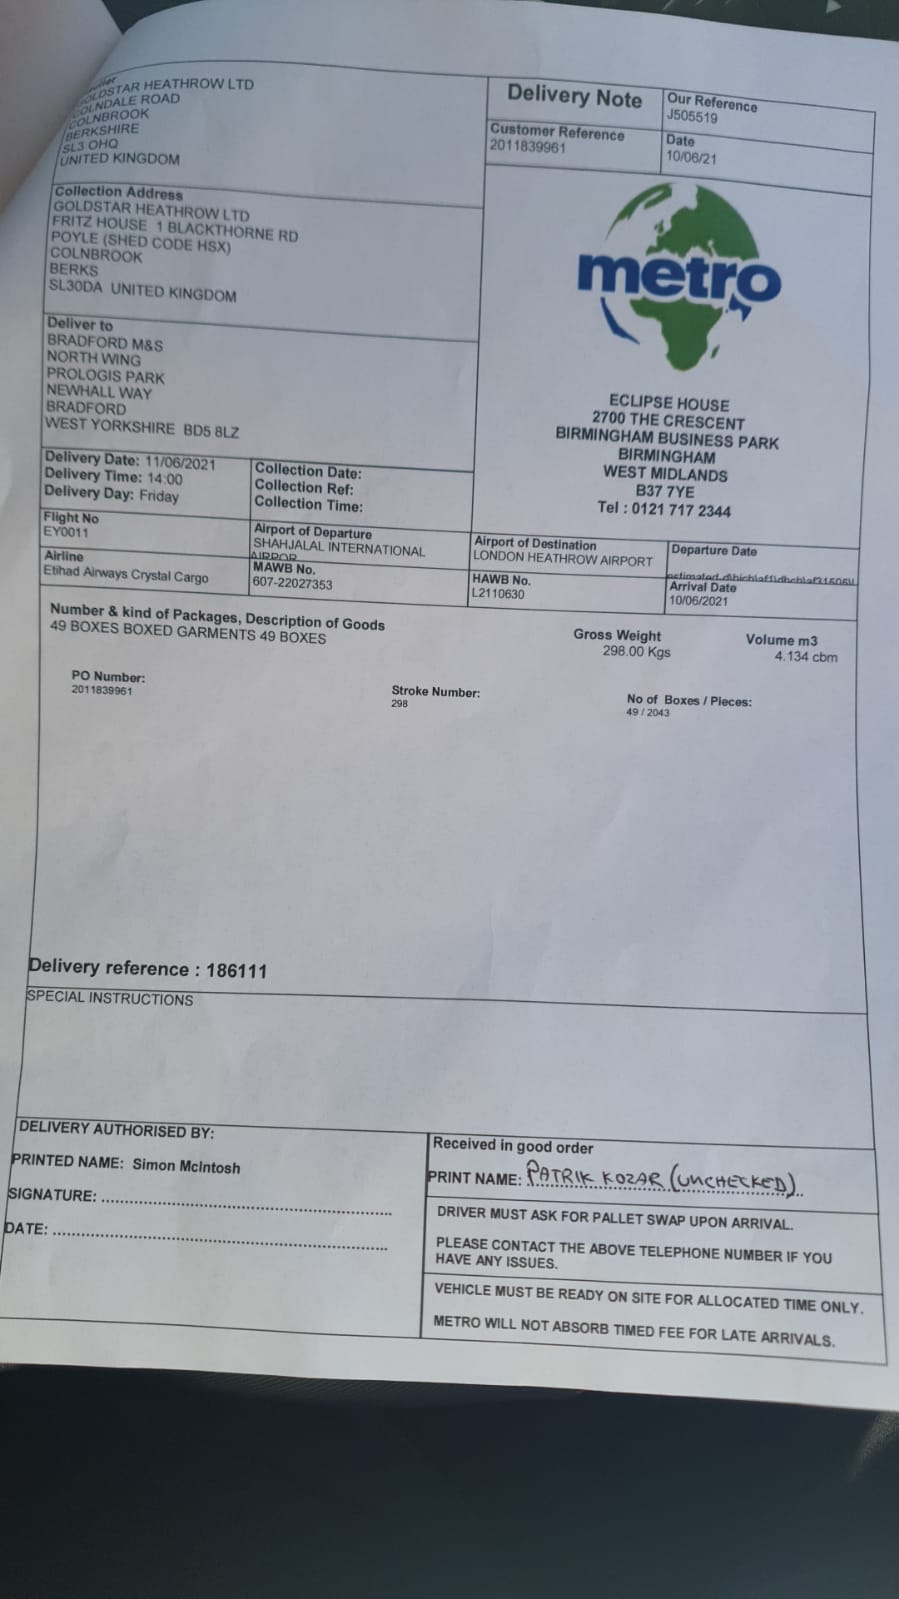 GOLDSTAR HEATHROW LTD
COLNDALE ROAD
COLNBROOK
BERKSHIRE
SL3 OHQ
UNITED KINGDOM
Delivery Note
Our Reference
J505519
Customer Reference
2011839961
Date
10/06/21
Collection Address
GOLDSTAR HEATHROW LTD
FRITZ HOUSE 1 BLACKTHORNE RD
POYLE (SHED CODE HSX)
COLNBROOK
BERKS
SL30DA UNITED KINGDOM
metro
Deliver to
BRADFORD M&S
NORTH WING
PROLOGIS PARK
NEWHALL WAY
BRADFORD
WEST YORKSHIRE BD5 8LZ
ECLIPSE HOUSE
2700 THE CRESCENT
BIRMINGHAM BUSINESS PARK
BIRMINGHAM
WEST MIDLANDS
B37 7YE
Tel : 0121 717 2344
Delivery Date: 11/06/2021
Delivery Time: 14:00
Delivery Day: Friday
Collection Date:
Collection Ref:
Collection Time:
Flight No
EY0011
Airport of Departure
SHAHJALAL INTERNATIONAL
AIRPOR
Airport of Destination
LONDON HEATHROW AIRPORT
Departure Date
Airline
Etihad Airways Crystal Cargo
MAWB No.
607-22027353
HAWB No.
L2110630
Arrival Date
10/06/2021
Number & kind of Packages, Description of Goods
49 BOXES BOXED GARMENTS 49 BOXES
Gross Weight
298.00 Kgs
Volume m3
4.134 cbm
PO Number:
2011839961
Stroke Number:
298
No of Boxes / Pieces:
49 / 2043
Delivery reference : 186111
SPECIAL INSTRUCTIONS
DELIVERY AUTHORISED BY:
PRINTED NAME: Simon McIntosh
SIGNATURE:
DATE:
Received in good order
PRINT NAME: PATRIK KOZAR (UNCHECKED)
DRIVER MUST ASK FOR PALLET SWAP UPON ARRIVAL.
PLEASE CONTACT THE ABOVE TELEPHONE NUMBER IF YOU
HAVE ANY ISSUES.
VEHICLE MUST BE READY ON SITE FOR ALLOCATED TIME ONLY.
METRO WILL NOT ABSORB TIMED FEE FOR LATE ARRIVALS.